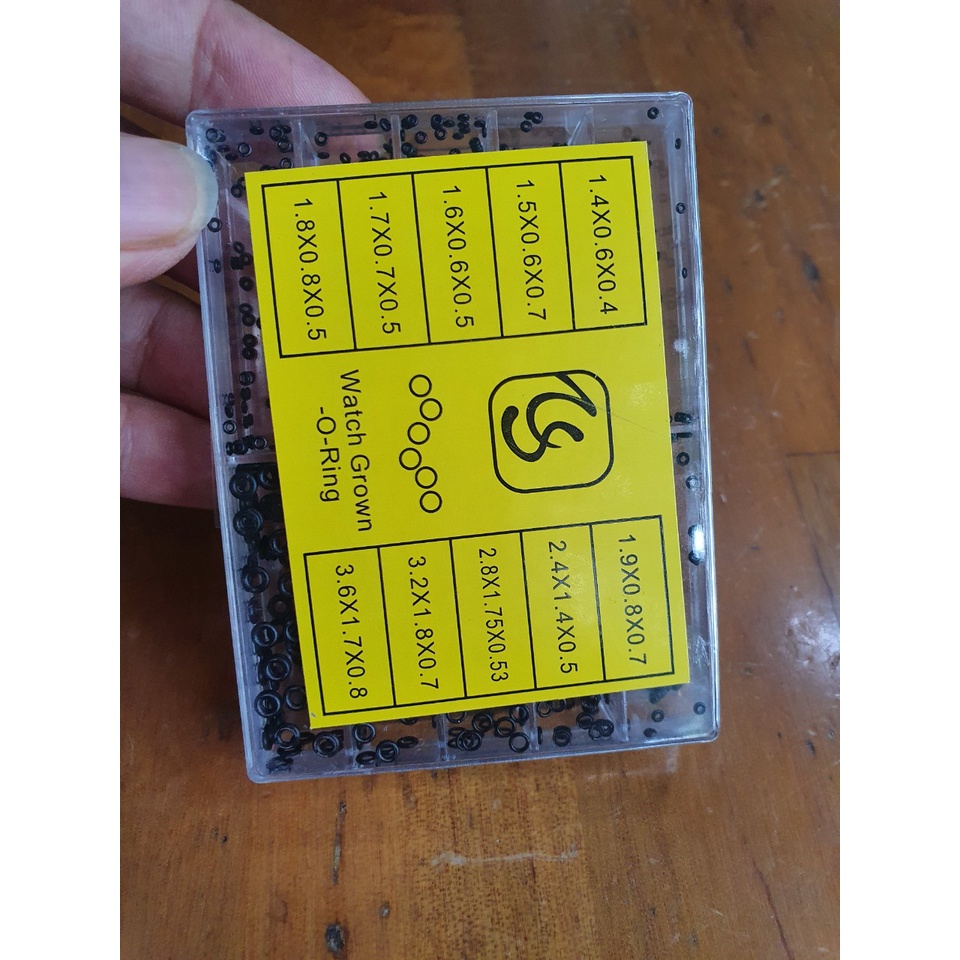 1.4X0.6X0.4
1.5X0.6X0.7
1.6X0.6X0.5
1.7X0.7X0.5
1.8X0.8X0.5
Watch Grown
-O-Ring
1.9X0.8X0.7
2.4X1.4X0.5
2.8X1.75X0.53
3.2X1.8X0.7
3.6X1.7X0.8